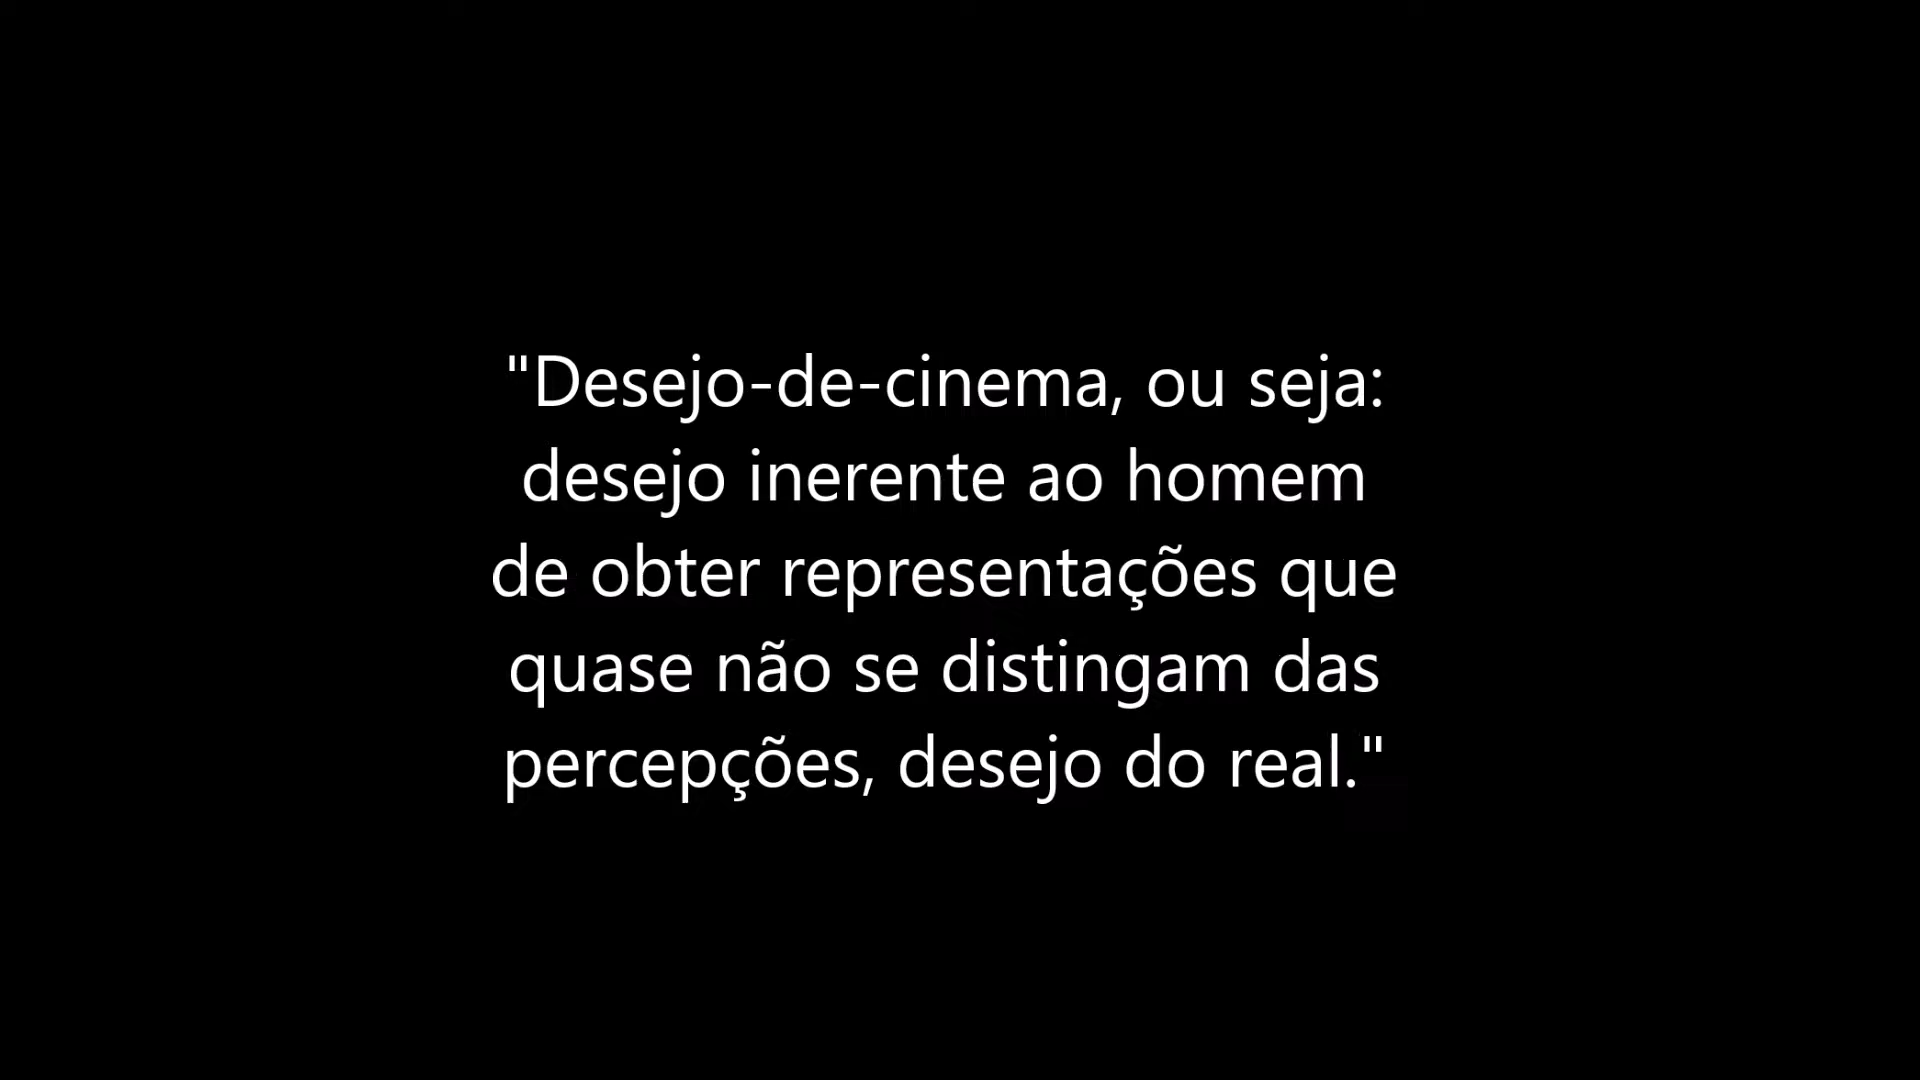 "Desejo-de-cinema, ou seja:
desejo inerente ao homem
de obter representações que
quase não se distingam das
percepções, desejo do real."